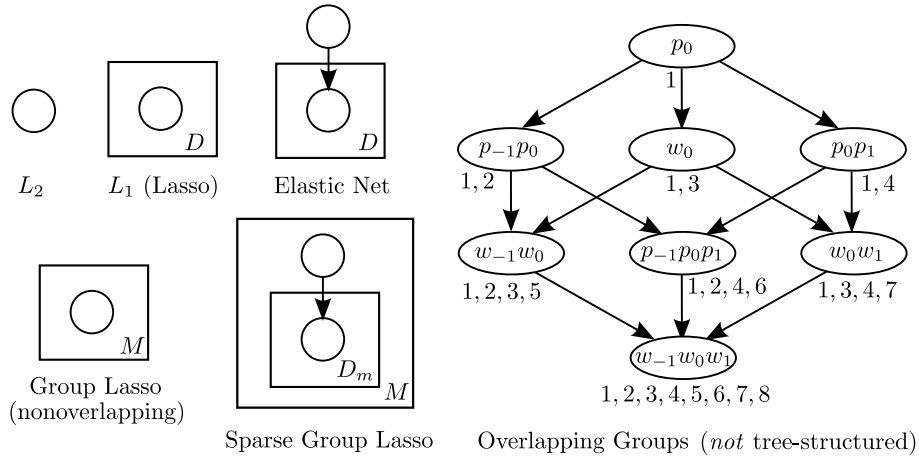 D
L₂
L₁ (Lasso)
D
Elastic Net
M
Group Lasso
(nonoverlapping)
Dₘ
M
Sparse Group Lasso
p₀
1
p₋₁p₀
1, 2
w₀
1, 3
p₀p₁
1, 4
w₋₁w₀
1, 2, 3, 5
p₋₁p₀p₁
1, 2, 4, 6
w₀w₁
1, 3, 4, 7
w₋₁w₀w₁
1, 2, 3, 4, 5, 6, 7, 8
Overlapping Groups (not tree-structured)